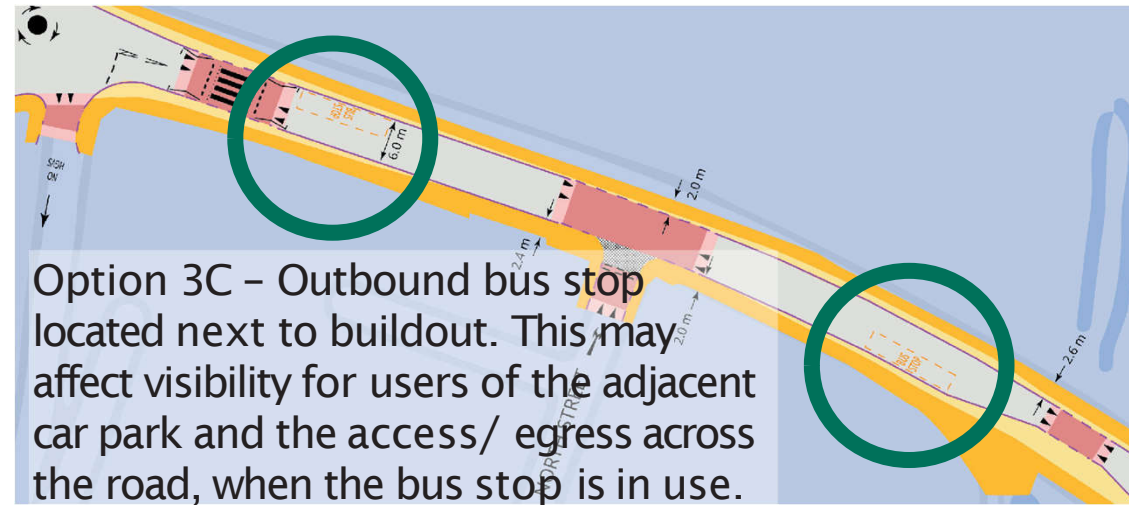 BUS
STOP
6.0 m
2.0 m
2.4 m
2.0 m
BUS
STOP
2.6 m
NORTH STREET
Option 3C – Outbound bus stop
located next to buildout. This may
affect visibility for users of the adjacent
car park and the access/ egress across
the road, when the bus stop is in use.